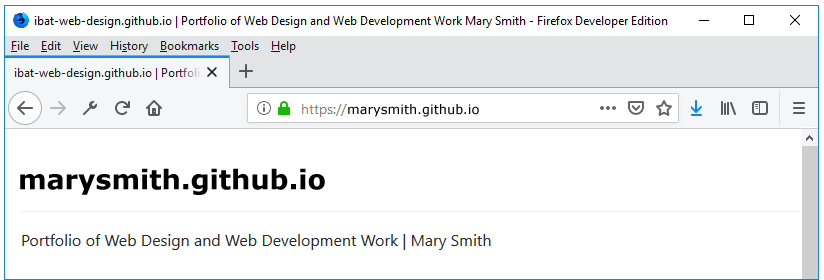 ibat-web-design.github.io | Portfolio of Web Design and Web Development Work Mary Smith - Firefox Developer Edition
File Edit View History Bookmarks Tools Help
ibat-web-design.github.io | Portfoli
https://marysmith.github.io
marysmith.github.io
Portfolio of Web Design and Web Development Work | Mary Smith